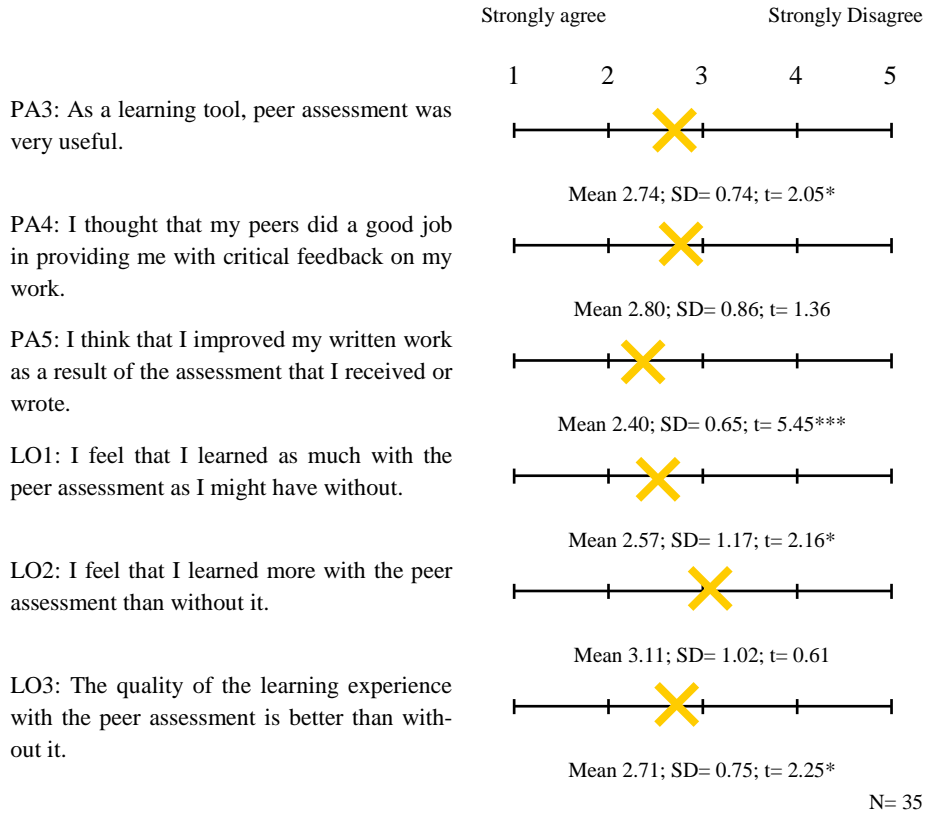 Strongly agree Strongly Disagree
1 2 3 4 5
PA3: As a learning tool, peer assessment was
very useful.
Mean 2.74; SD= 0.74; t= 2.05*
PA4: I thought that my peers did a good job
in providing me with critical feedback on my
work.
Mean 2.80; SD= 0.86; t= 1.36
PA5: I think that I improved my written work
as a result of the assessment that I received or
wrote.
Mean 2.40; SD= 0.65; t= 5.45***
LO1: I feel that I learned as much with the
peer assessment as I might have without.
Mean 2.57; SD= 1.17; t= 2.16*
LO2: I feel that I learned more with the peer
assessment than without it.
Mean 3.11; SD= 1.02; t= 0.61
LO3: The quality of the learning experience
with the peer assessment is better than with-
out it.
Mean 2.71; SD= 0.75; t= 2.25*
N= 35